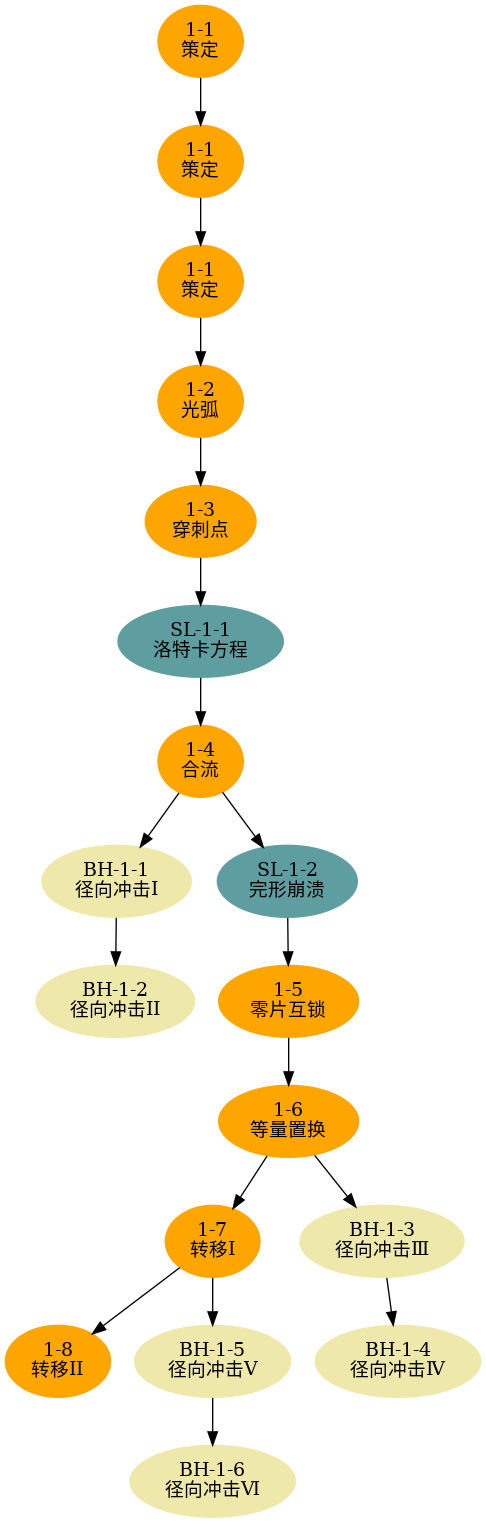 1-1
策定
1-1
策定
1-1
策定
1-2
光弧
1-3
穿刺点
SL-1-1
洛特卡方程
1-4
合流
BH-1-1
径向冲击Ⅰ
SL-1-2
完形崩溃
BH-1-2
径向冲击Ⅱ
1-5
零片互锁
1-6
等量置换
1-7
转移Ⅰ
BH-1-3
径向冲击Ⅲ
1-8
转移Ⅱ
BH-1-5
径向冲击Ⅴ
BH-1-4
径向冲击Ⅳ
BH-1-6
径向冲击Ⅵ